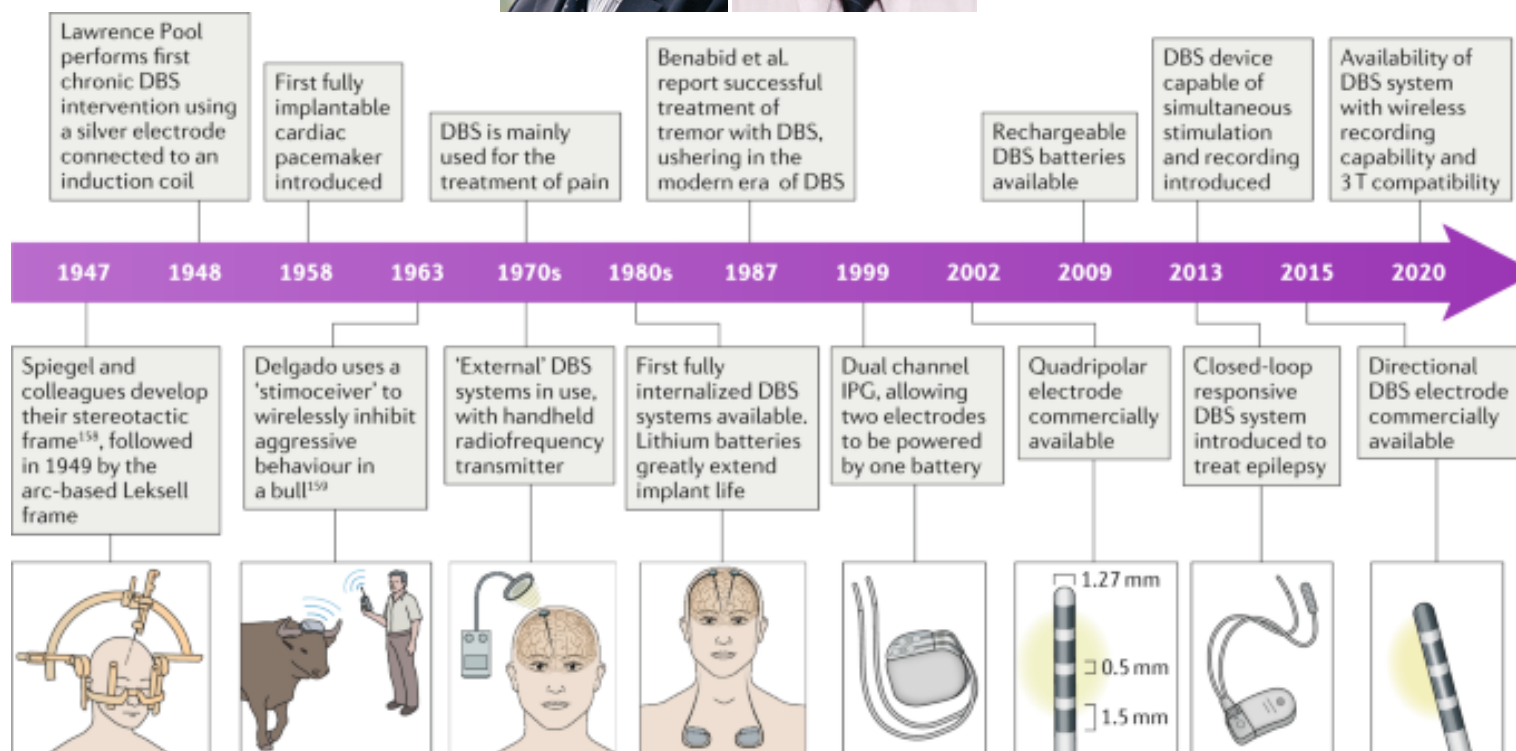 Lawrence Pool
performs first
chronic DBS
intervention using
a silver electrode
connected to an
induction coil
First fully
implantable
cardiac
pacemaker
introduced
DBS is mainly
used for the
treatment of pain
Benabid et al.
report successful
treatment of
tremor with DBS,
ushering in the
modern era of DBS
Rechargeable
DBS batteries
available
DBS device
capable of
simultaneous
stimulation
and recording
introduced
Availability of
DBS system
with wireless
recording
capability and
3 T compatibility
1947 1948 1958 1963 1970s 1980s 1987 1999 2002 2009 2013 2015 2020
Spiegel and
colleagues develop
their stereotactic
frame¹⁵⁸, followed
in 1949 by the
arc-based Leksell
frame
Delgado uses a
‘stimoceiver’ to
wirelessly inhibit
aggressive
behaviour in
a bull¹⁵⁹
‘External’ DBS
systems in use,
with handheld
radiofrequency
transmitter
First fully
internalized DBS
systems available.
Lithium batteries
greatly extend
implant life
Dual channel
IPG, allowing
two electrodes
to be powered
by one battery
Quadripolar
electrode
commercially
available
Closed-loop
responsive
DBS system
introduced to
treat epilepsy
Directional
DBS electrode
commercially
available
1.27 mm
0.5 mm
1.5 mm